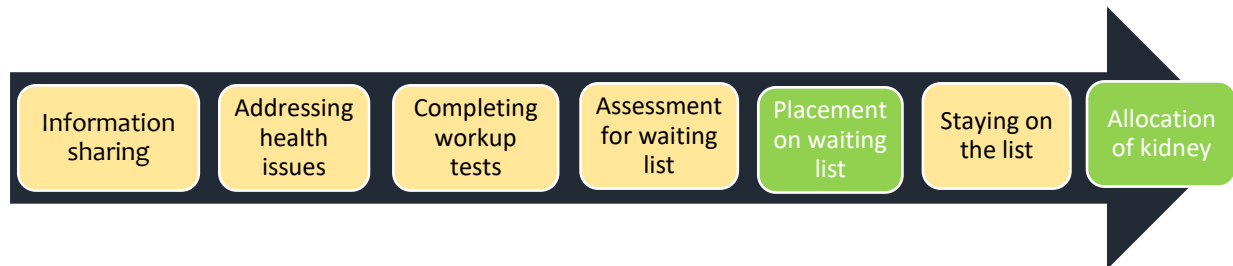 Information
sharing
Addressing
health
issues
Completing
workup
tests
Assessment
for waiting
list
Placement
on waiting
list
Staying on
the list
Allocation
of kidney